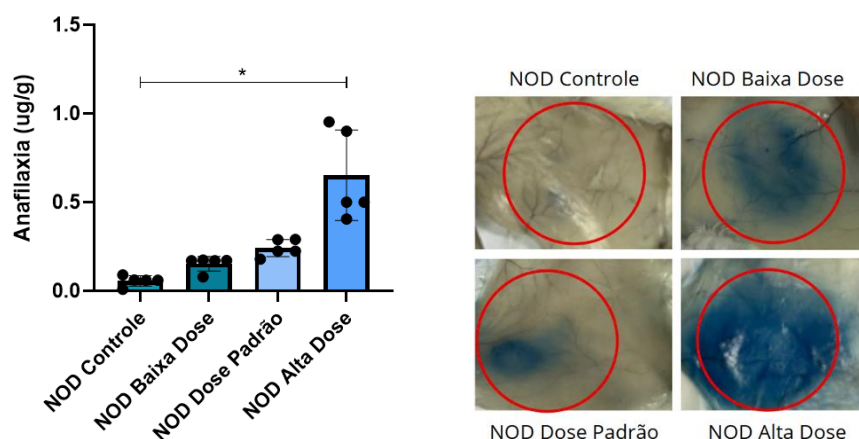 1.5
1.0
0.5
0.0
Anafilaxia (ug/g)
*
NOD Controle
NOD Baixa Dose
NOD Dose Padrão
NOD Alta Dose
NOD Controle
NOD Baixa Dose
NOD Dose Padrão
NOD Alta Dose